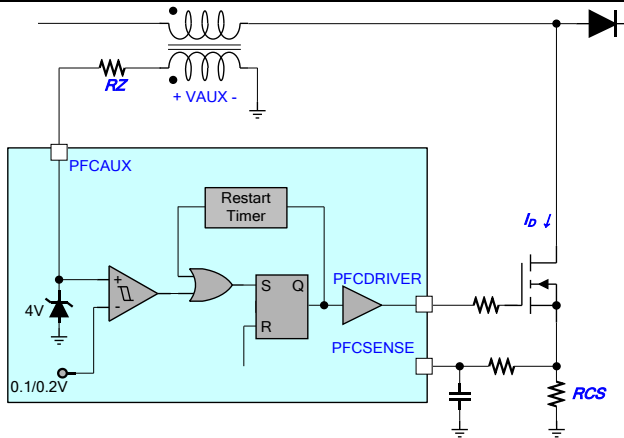 RZ
+ VAUX -
PFCAUX
Restart
Timer
I_D ↓
+
-
4V
0.1/0.2V
S Q
R
PFCDRIVER
PFCSENSE
RCS